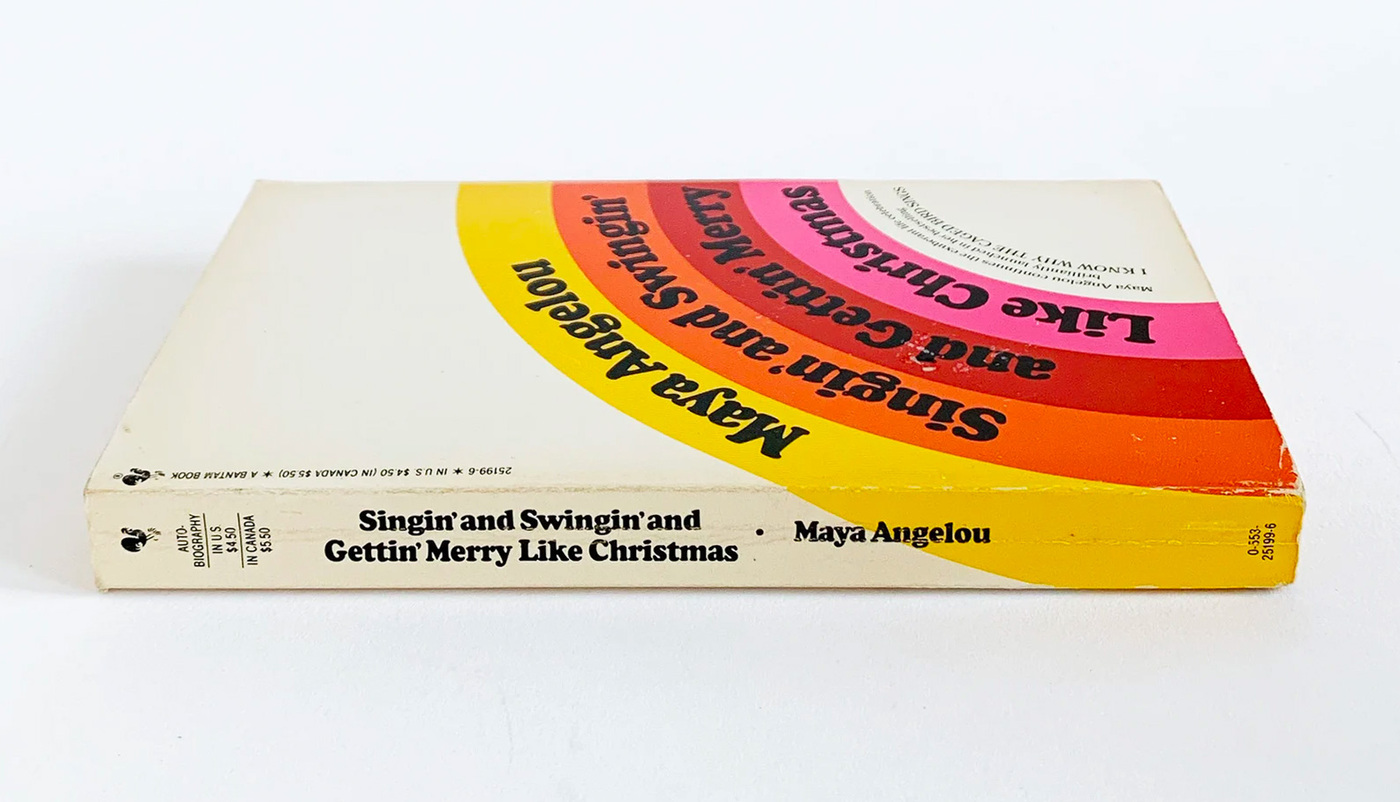 Maya Angelou
Singin' and Swingin'
and Gettin' Merry
Like Christmas
Maya Angelou continues the exuberant life celebration
brilliantly launched in her bestselling
I KNOW WHY THE CAGED BIRD SINGS
25199-6 ★ IN U.S. $4.50 (IN CANADA $5.50) ★ A BANTAM BOOK
AUTO-
BIOGRAPHY
IN U.S.
$4.50
IN CANADA
$5.50
Singin' and Swingin' and
Gettin' Merry Like Christmas
• Maya Angelou
0-553-
25199-6